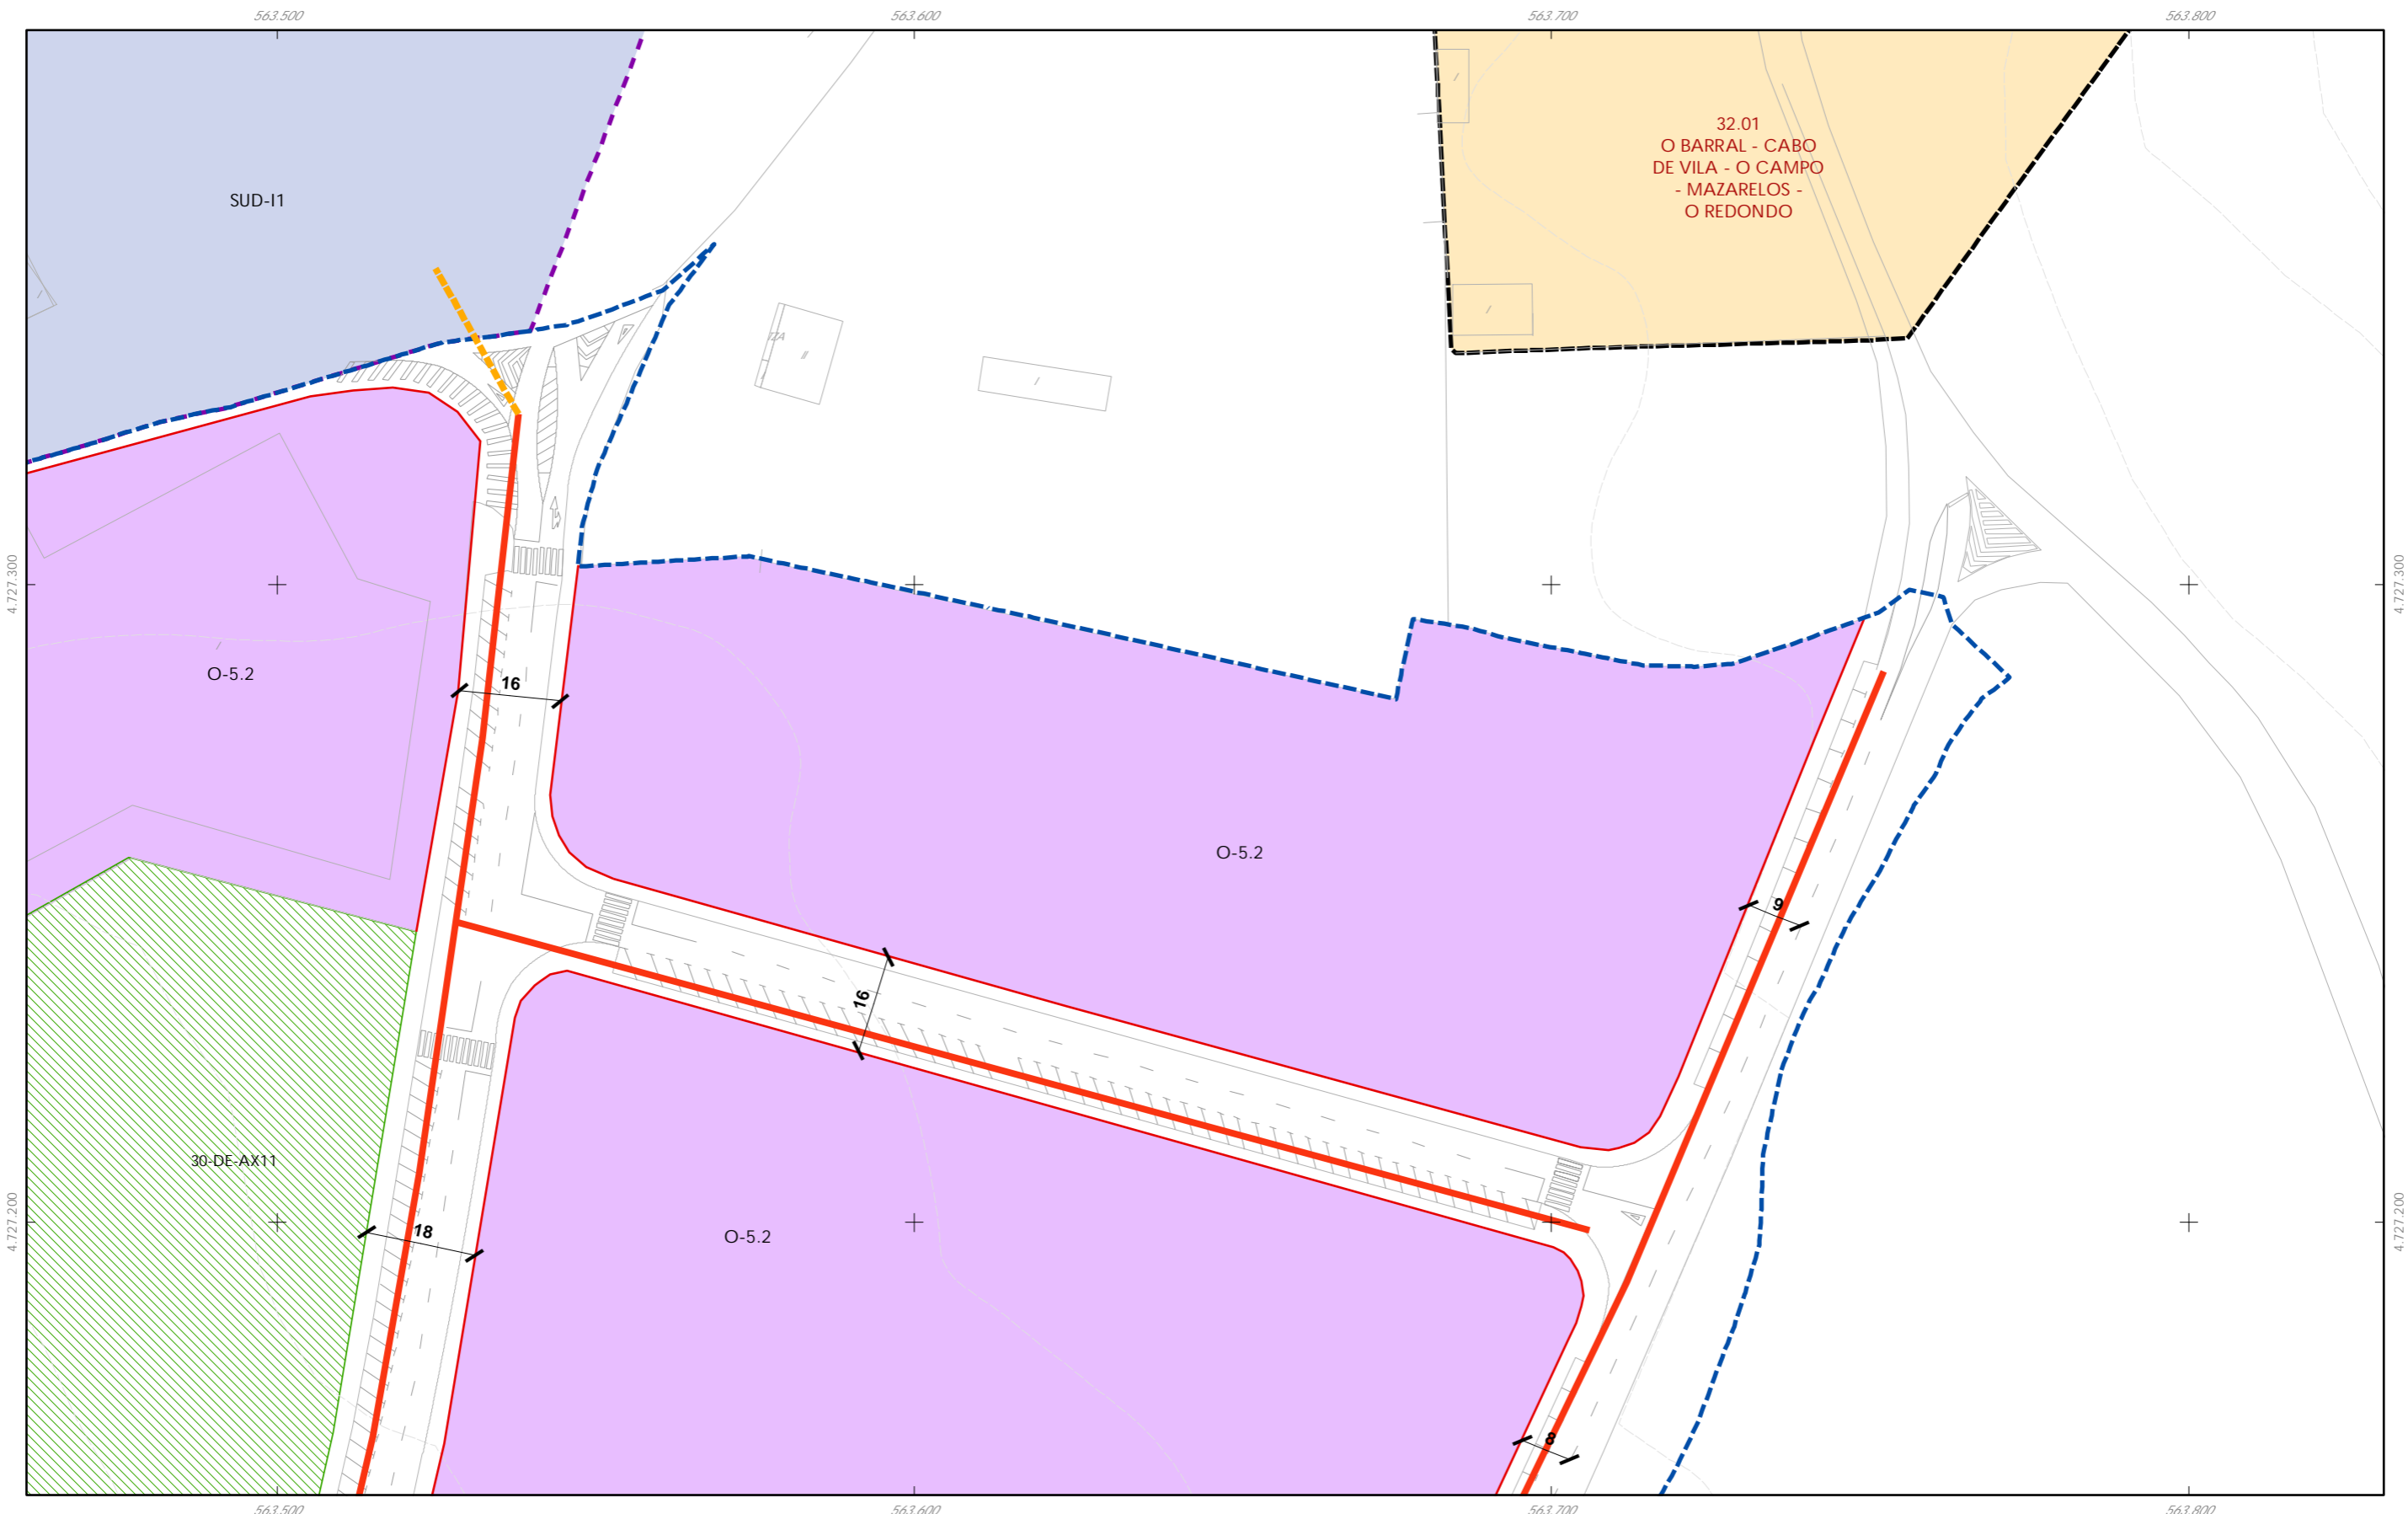 563.500
563.600
563.700
563.800
32.01
O BARRAL - CABO
DE VILA - O CAMPO
- MAZARELOS -
O REDONDO
SUD-I1
IZA
II
4.727.300
4.727.300
O-5.2
16
O-5.2
9
16
30-DE-AX11
4.727.200
4.727.200
18
O-5.2
8
563.500
563.600
563.700
563.800